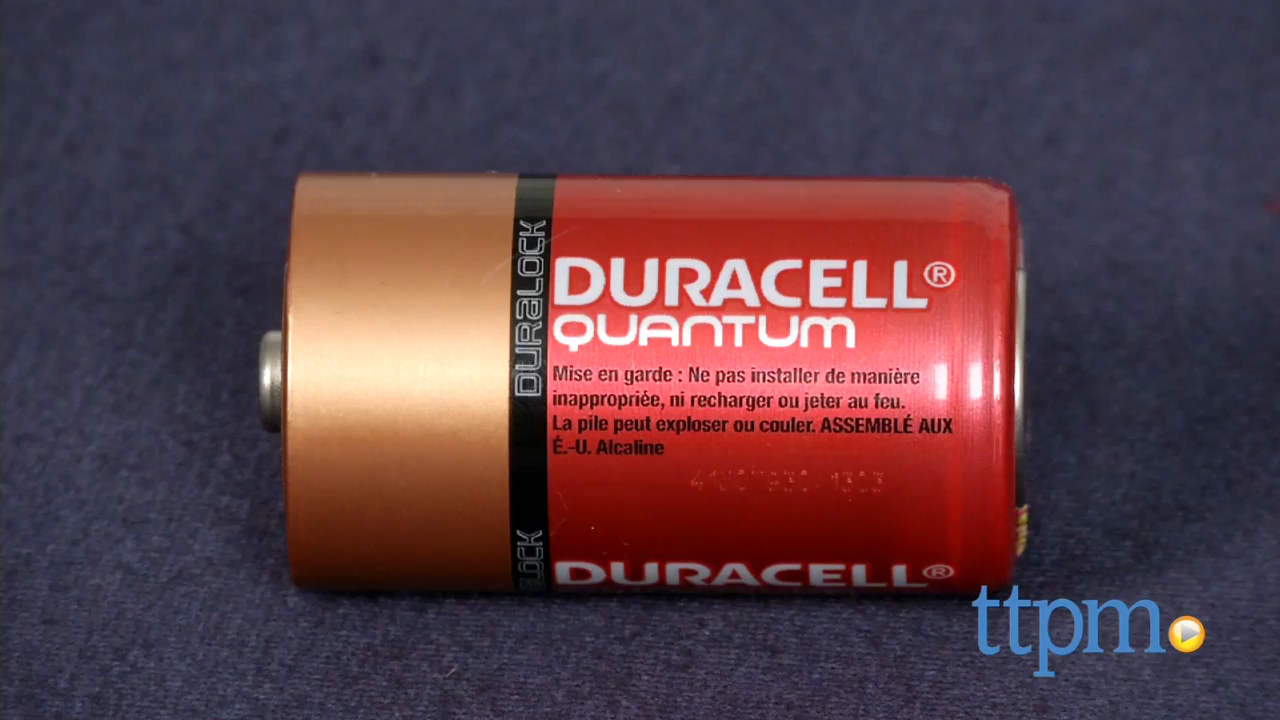 DURALOCK
DURACELL®
QUANTUM
Mise en garde : Ne pas installer de manière
inappropriée, ni recharger ou jeter au feu.
La pile peut exploser ou couler. ASSEMBLÉ AUX
É.-U. Alcaline
DURACELL®
ttpm